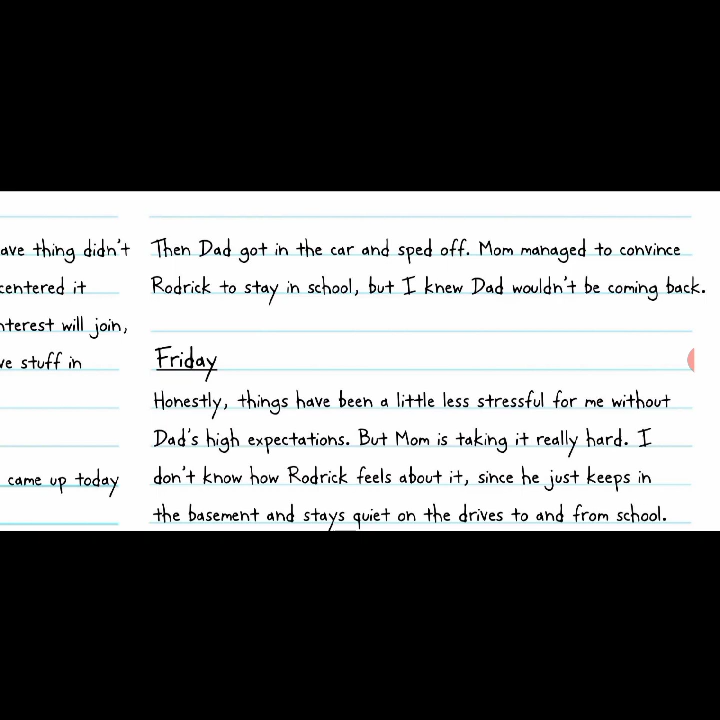 ave thing didn't
centered it
nterest will join,
ve stuff in
came up today
Then Dad got in the car and sped off. Mom managed to convince
Rodrick to stay in school, but I knew Dad wouldn't be coming back.
Friday
Honestly, things have been a little less stressful for me without
Dad's high expectations. But Mom is taking it really hard. I
don't know how Rodrick feels about it, since he just keeps in
the basement and stays quiet on the drives to and from school.